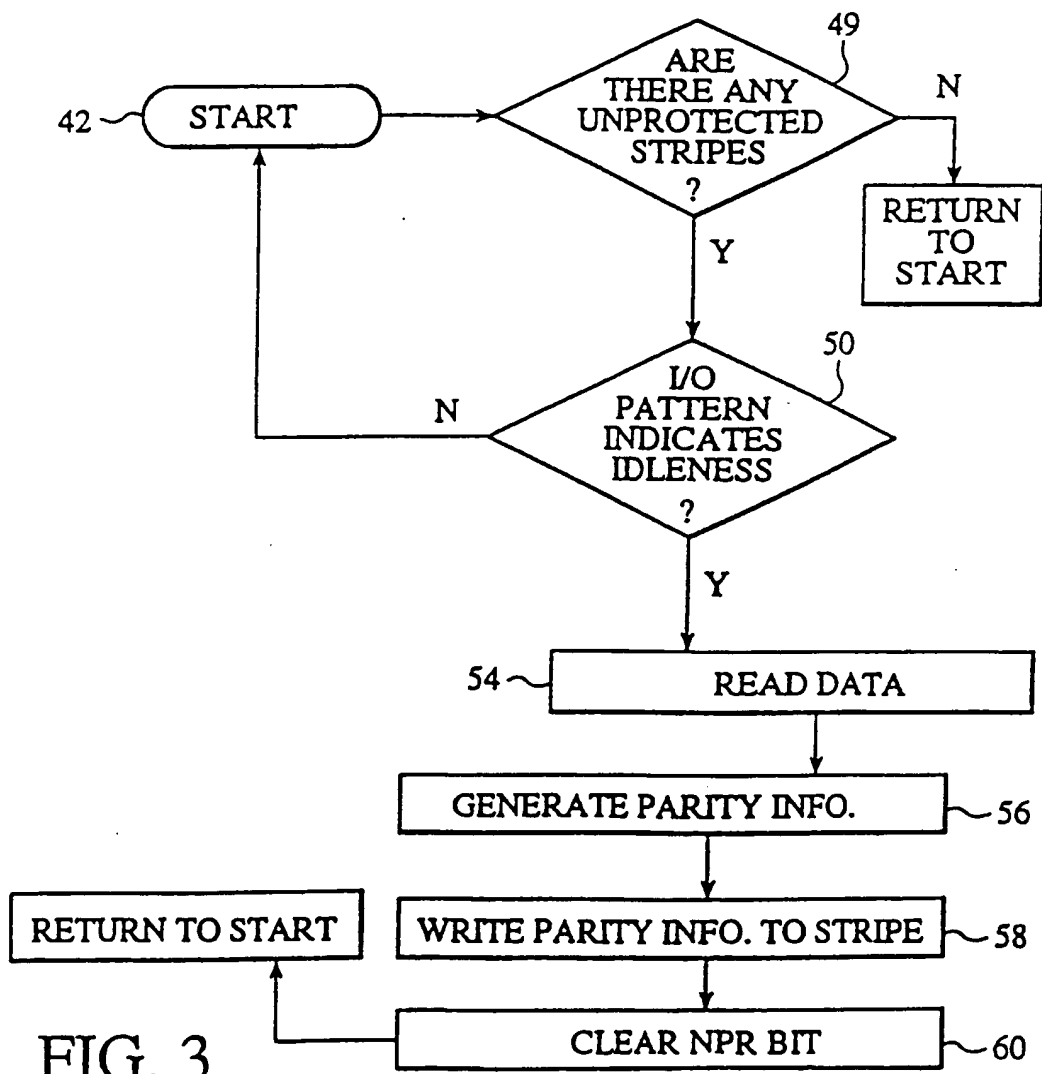 42
START
49
ARE
THERE ANY
UNPROTECTED
STRIPES
?
N
RETURN
TO
START
Y
50
I/O
PATTERN
INDICATES
IDLENESS
?
N
Y
54
READ DATA
GENERATE PARITY INFO.
56
WRITE PARITY INFO. TO STRIPE
58
CLEAR NPR BIT
60
RETURN TO START
FIG. 3